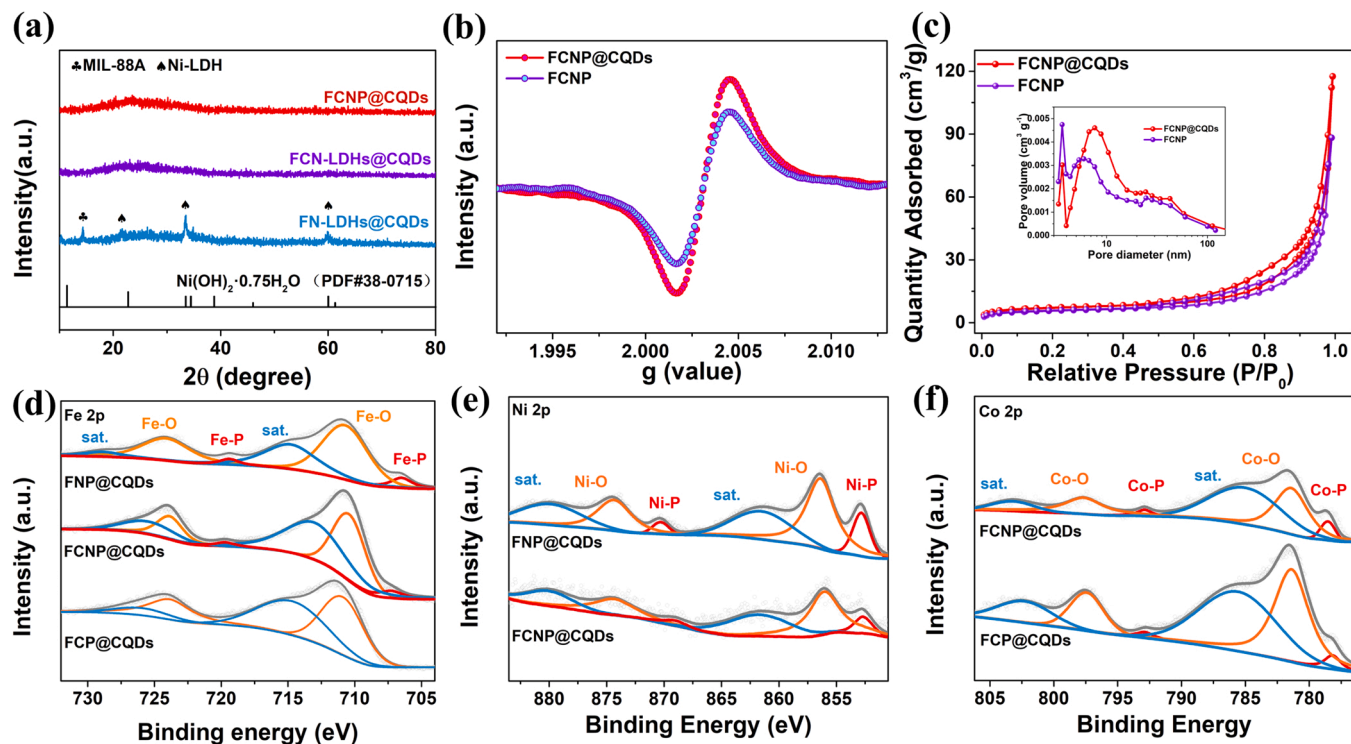 (a)
♣MIL-88A ♠Ni-LDH
FCNP@CQDs
FCN-LDHs@CQDs
FN-LDHs@CQDs
Ni(OH)2·0.75H2O （PDF#38-0715）
20 40 60 80
2θ (degree)
Intensity(a.u.)
(b)
FCNP@CQDs
FCNP
1.995 2.000 2.005 2.010
g (value)
Intensity (a.u.)
(c)
FCNP@CQDs
FCNP
120
90
60
30
0
0.0 0.2 0.4 0.6 0.8 1.0
Relative Pressure (P/P0)
Quantity Adsorbed (cm3/g)
FCNP@CQDs
FCNP
0.005
0.004
0.003
0.002
0.001
0.000
10 100
Pore diameter (nm)
Pore volume (cm3 g-1)
(d)
Fe 2p
sat. Fe-O Fe-P sat. Fe-O Fe-P
FNP@CQDs
FCNP@CQDs
FCP@CQDs
730 725 720 715 710 704
Binding energy (eV)
Intensity (a.u.)
(e)
Ni 2p
sat. Ni-O Ni-P sat. Ni-O Ni-P
FNP@CQDs
FCNP@CQDs
880 875 870 865 860 853
Binding Energy (eV)
Intensity (a.u.)
(f)
Co 2p
sat. Co-O Co-P sat. Co-O Co-P
FCNP@CQDs
FCP@CQDs
806 800 795 790 785 780
Binding Energy
Intensity (a.u.)